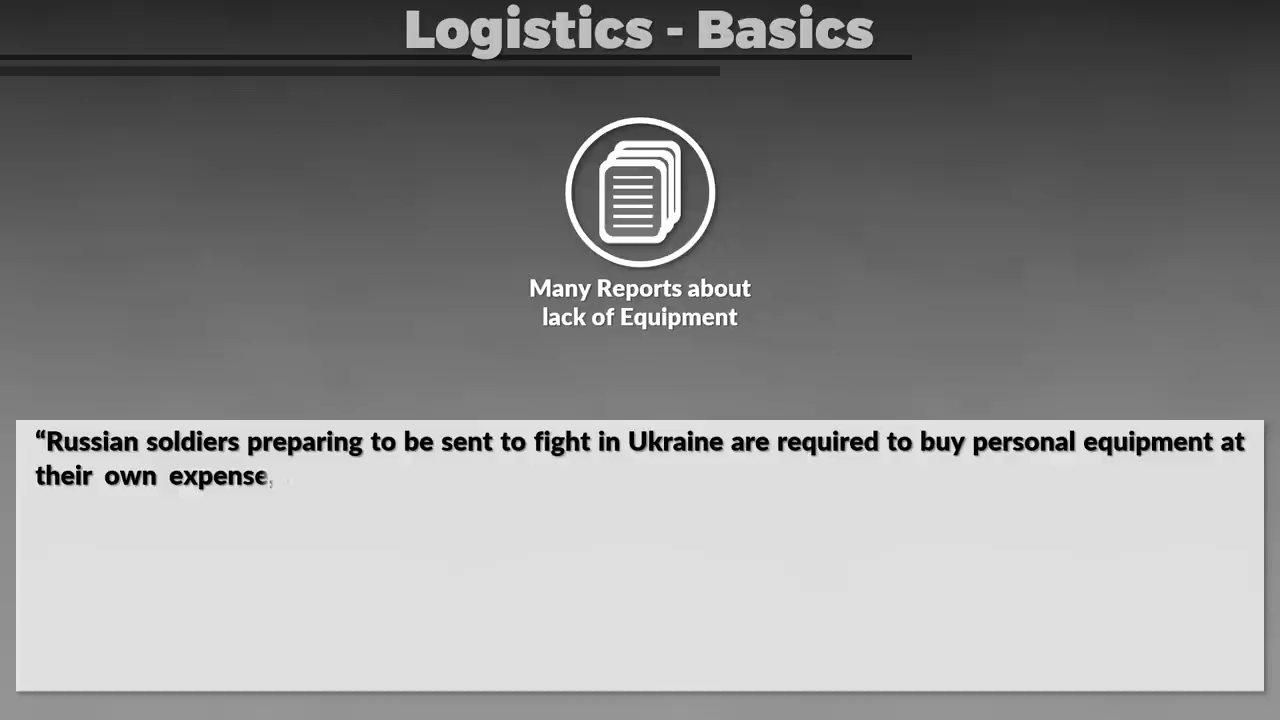 Logistics - Basics
Many Reports about
lack of Equipment
“Russian soldiers preparing to be sent to fight in Ukraine are required to buy personal equipment at
their own expense,